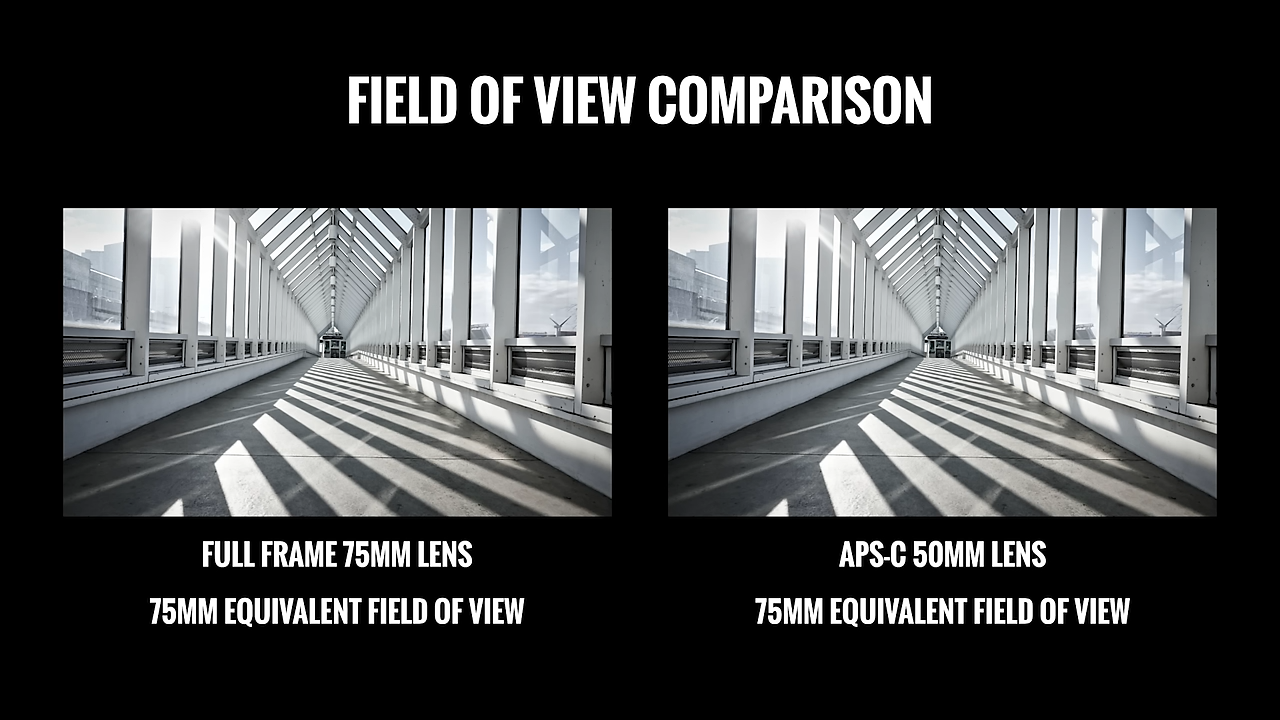 FIELD OF VIEW COMPARISON
FULL FRAME 75MM LENS
75MM EQUIVALENT FIELD OF VIEW
APS-C 50MM LENS
75MM EQUIVALENT FIELD OF VIEW